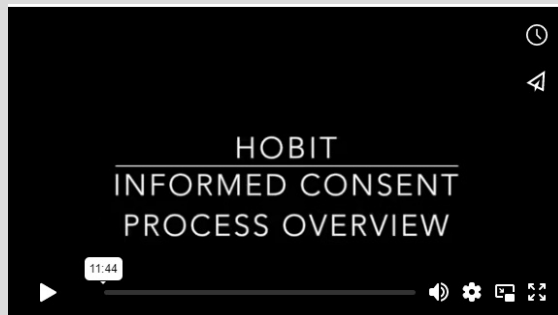 HOBIT
INFORMED CONSENT
PROCESS OVERVIEW
11:44